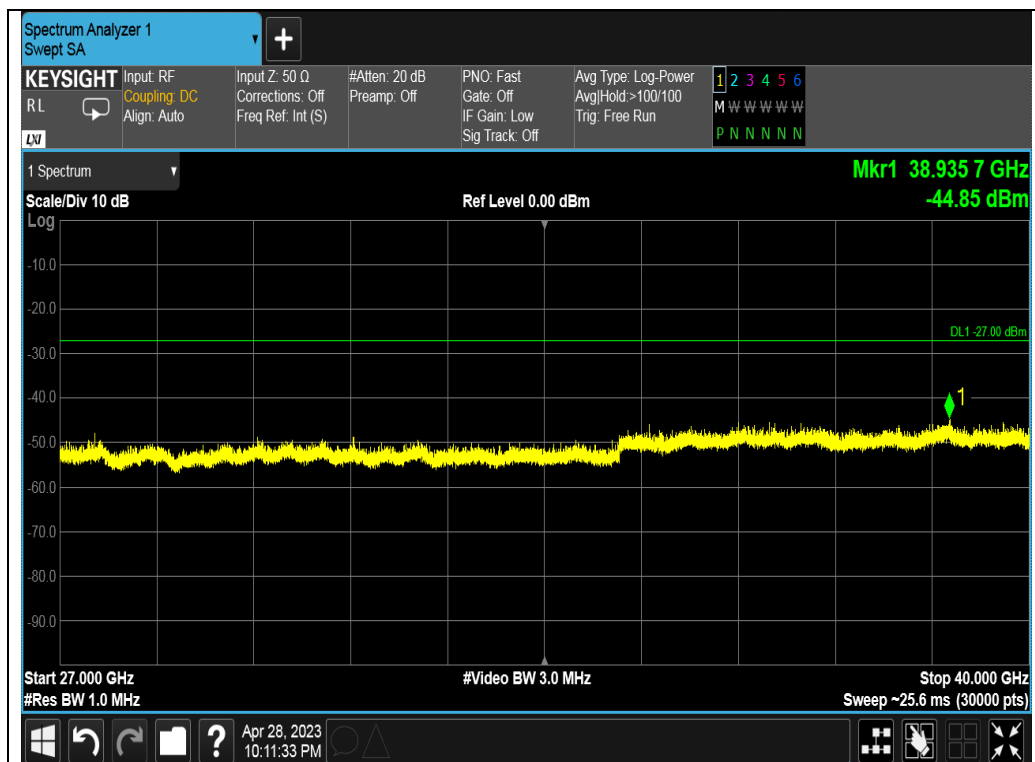 Spectrum Analyzer 1
Swept SA
+
KEYSIGHT
R L
LXI
Input: RF
Coupling: DC
Align: Auto
Input Z: 50 Ω
Corrections: Off
Freq Ref: Int (S)
#Atten: 20 dB
Preamp: Off
PNO: Fast
Gate: Off
IF Gain: Low
Sig Track: Off
Avg Type: Log-Power
Avg|Hold:>100/100
Trig: Free Run
1 2 3 4 5 6
M W W W W W
P N N N N N
1 Spectrum
Mkr1 38.935 7 GHz
-44.85 dBm
Scale/Div 10 dB
Ref Level 0.00 dBm
Log
-10.0
-20.0
DL1 -27.00 dBm
-30.0
-40.0
1
-50.0
-60.0
-70.0
-80.0
-90.0
Start 27.000 GHz
#Video BW 3.0 MHz
Stop 40.000 GHz
#Res BW 1.0 MHz
Sweep ~25.6 ms (30000 pts)
?
Apr 28, 2023
10:11:33 PM